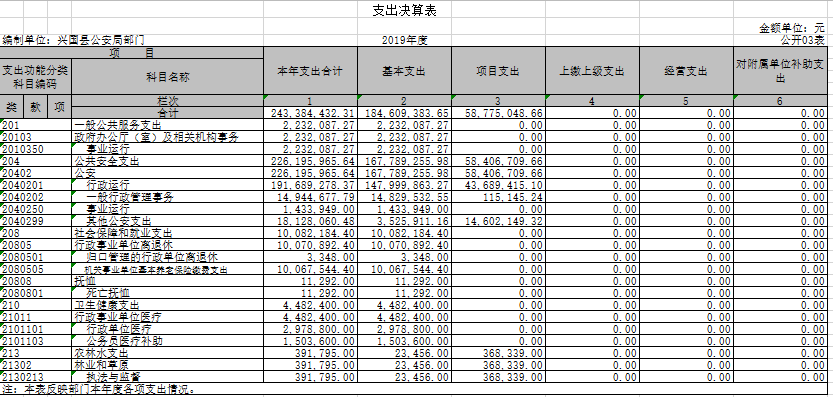 支出决算表
金额单位：元
编制单位：兴国县公安局部门 2019年度 公开03表
项 目 本年支出合计 基本支出 项目支出 上缴上级支出 经营支出 对附属单位补助支出
支出功能分类科目编码 科目名称
类 款 项 栏次 1 2 3 4 5 6
合计 243,384,432.31 184,609,383.65 58,775,048.66 0.00 0.00 0.00
201 一般公共服务支出 2,232,087.27 2,232,087.27 0.00 0.00 0.00 0.00
20103 政府办公厅（室）及相关机构事务 2,232,087.27 2,232,087.27 0.00 0.00 0.00 0.00
2010350 事业运行 2,232,087.27 2,232,087.27 0.00 0.00 0.00 0.00
204 公共安全支出 226,195,965.64 167,789,255.98 58,406,709.66 0.00 0.00 0.00
20402 公安 226,195,965.64 167,789,255.98 58,406,709.66 0.00 0.00 0.00
2040201 行政运行 191,689,278.37 147,999,863.27 43,689,415.10 0.00 0.00 0.00
2040202 一般行政管理事务 14,944,677.79 14,829,532.55 115,145.24 0.00 0.00 0.00
2040250 事业运行 1,433,949.00 1,433,949.00 0.00 0.00 0.00 0.00
2040299 其他公安支出 18,128,060.48 3,525,911.16 14,602,149.32 0.00 0.00 0.00
208 社会保障和就业支出 10,082,184.40 10,082,184.40 0.00 0.00 0.00 0.00
20805 行政事业单位离退休 10,070,892.40 10,070,892.40 0.00 0.00 0.00 0.00
2080501 归口管理的行政单位离退休 3,348.00 3,348.00 0.00 0.00 0.00 0.00
2080505 机关事业单位基本养老保险缴费支出 10,067,544.40 10,067,544.40 0.00 0.00 0.00 0.00
20808 抚恤 11,292.00 11,292.00 0.00 0.00 0.00 0.00
2080801 死亡抚恤 11,292.00 11,292.00 0.00 0.00 0.00 0.00
210 卫生健康支出 4,482,400.00 4,482,400.00 0.00 0.00 0.00 0.00
21011 行政事业单位医疗 4,482,400.00 4,482,400.00 0.00 0.00 0.00 0.00
2101101 行政单位医疗 2,978,800.00 2,978,800.00 0.00 0.00 0.00 0.00
2101103 公务员医疗补助 1,503,600.00 1,503,600.00 0.00 0.00 0.00 0.00
213 农林水支出 391,795.00 23,456.00 368,339.00 0.00 0.00 0.00
21302 林业和草原 391,795.00 23,456.00 368,339.00 0.00 0.00 0.00
2130213 执法与监督 391,795.00 23,456.00 368,339.00 0.00 0.00 0.00
注：本表反映部门本年度各项支出情况。